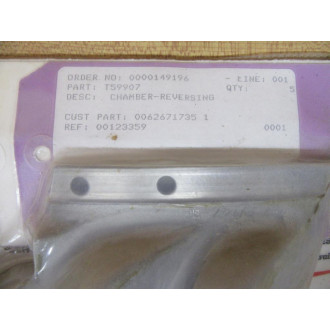 ORDER NO: 0000149196 - LINE: 001
PART: T59907 QTY: 5
DESC: CHAMBER-REVERSING
CUST PART: 0062671735 1
REF: 00123359 0001